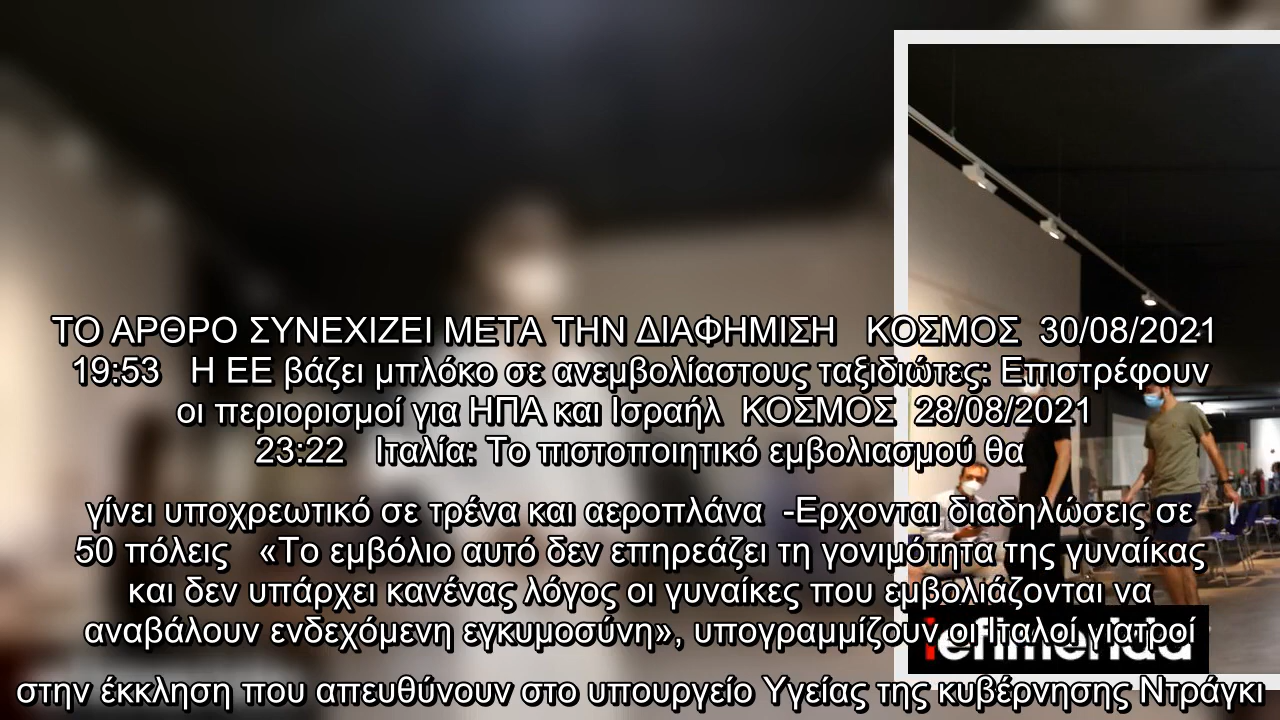 ΤΟ ΑΡΘΡΟ ΣΥΝΕΧΙΖΕΙ ΜΕΤΑ ΤΗΝ ΔΙΑΦΗΜΙΣΗ ΚΟΣΜΟΣ 30/08/2021
19:53 Η ΕΕ βάζει μπλόκο σε ανεμβολίαστους ταξιδιώτες: Επιστρέφουν
οι περιορισμοί για ΗΠΑ και Ισραήλ ΚΟΣΜΟΣ 28/08/2021
23:22 Ιταλία: Το πιστοποιητικό εμβολιασμού θα
γίνει υποχρεωτικό σε τρένα και αεροπλάνα -Ερχονται διαδηλώσεις σε
50 πόλεις «Το εμβόλιο αυτό δεν επηρεάζει τη γονιμότητα της γυναίκας
και δεν υπάρχει κανένας λόγος οι γυναίκες που εμβολιάζονται να
αναβάλουν ενδεχόμενη εγκυμοσύνη», υπογραμμίζουν οι Ιταλοί γιατροί
iefimerida
στην έκκληση που απευθύνουν στο υπουργείο Υγείας της κυβέρνησης Ντράγκι